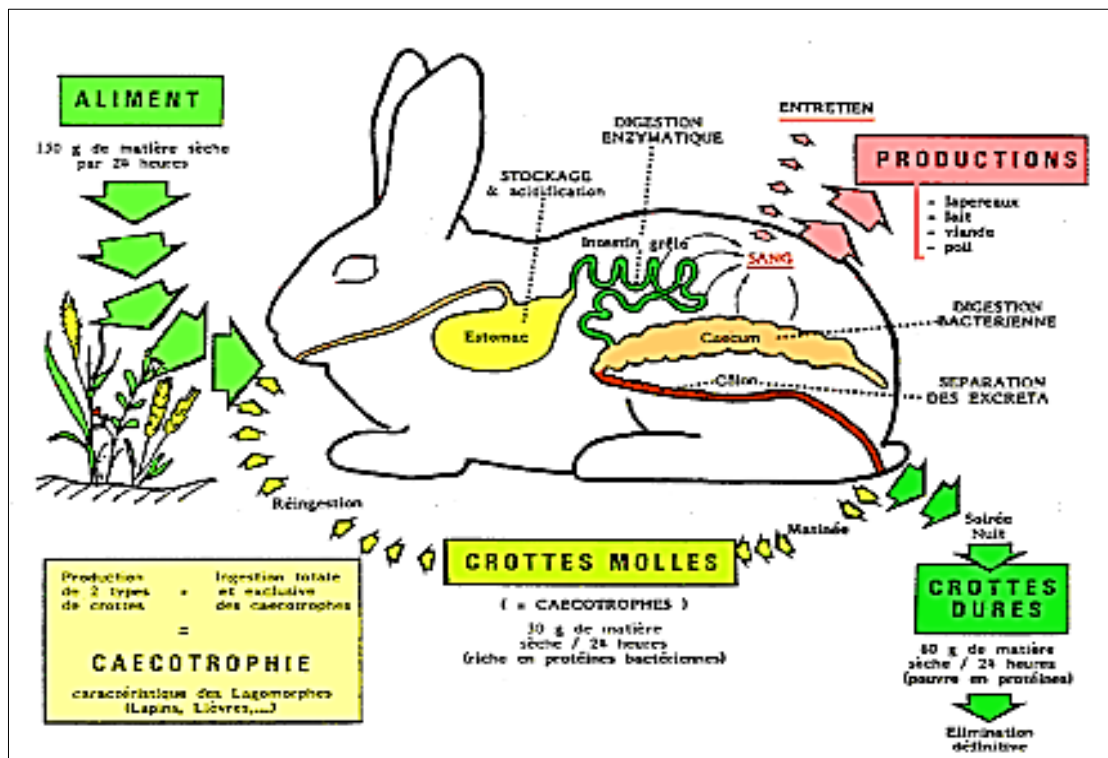 ALIMENT
150 g de matière sèche
par 24 heures
STOCKAGE
& acidification
DIGESTION
ENZYMATIQUE
ENTRETIEN
PRODUCTIONS
- lapereaux
- lait
- viande
- poil
Intestin grêle
SANG
Estomac
Caecum
Côlon
DIGESTION
BACTÉRIENNE
SEPARATION
DES EXCRETA
Réingestion
Matinée
Soirée
Nuit
CROTTES MOLLES
( = CAECOTROPHES )
30 g de matière
sèche / 24 heures
(riche en protéines bactériennes)
CROTTES
DURES
60 g de matière
sèche / 24 heures
(pauvre en protéines)
Elimination
définitive
Production
de 2 types
de crottes
Ingestion totale
et exclusive
des caecotrophes
=
CAECOTROPHIE
caractéristique des Lagomorphes
(Lapins, Lièvres,...)